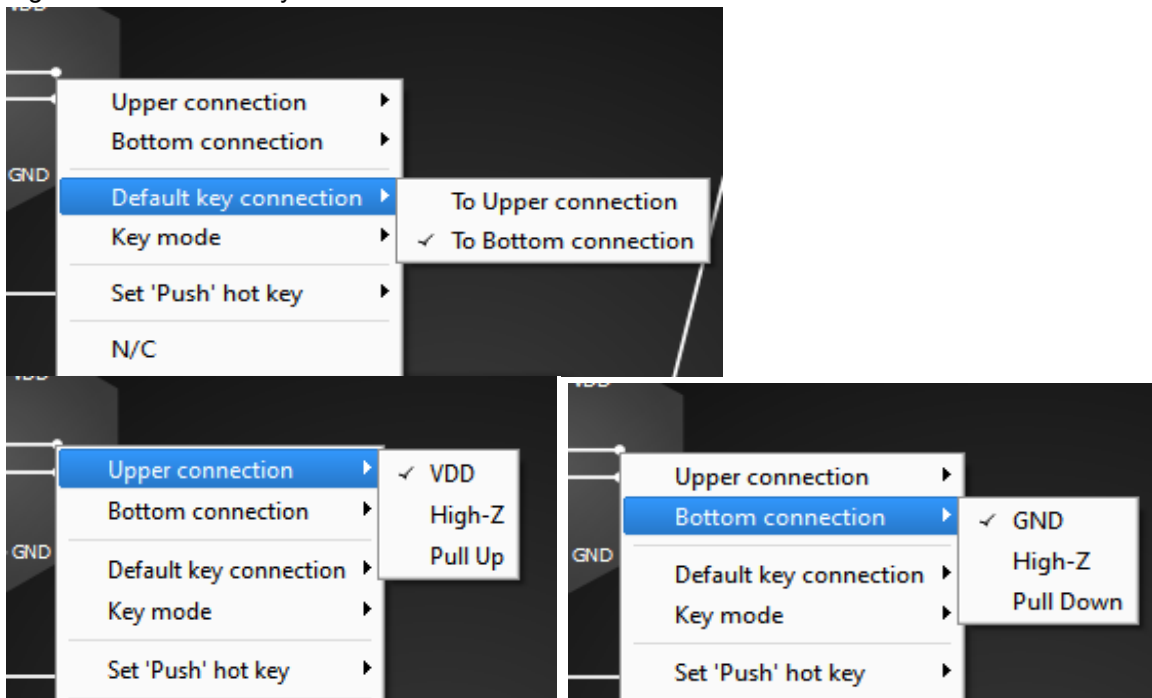 VDD
Upper connection
Bottom connection
GND
Default key connection
To Upper connection
Key mode
✓ To Bottom connection
Set 'Push' hot key
N/C
Upper connection
✓ VDD
Bottom connection
High-Z
GND
Pull Up
Default key connection
Key mode
Set 'Push' hot key
Upper connection
Bottom connection
✓ GND
GND
High-Z
Default key connection
Pull Down
Key mode
Set 'Push' hot key